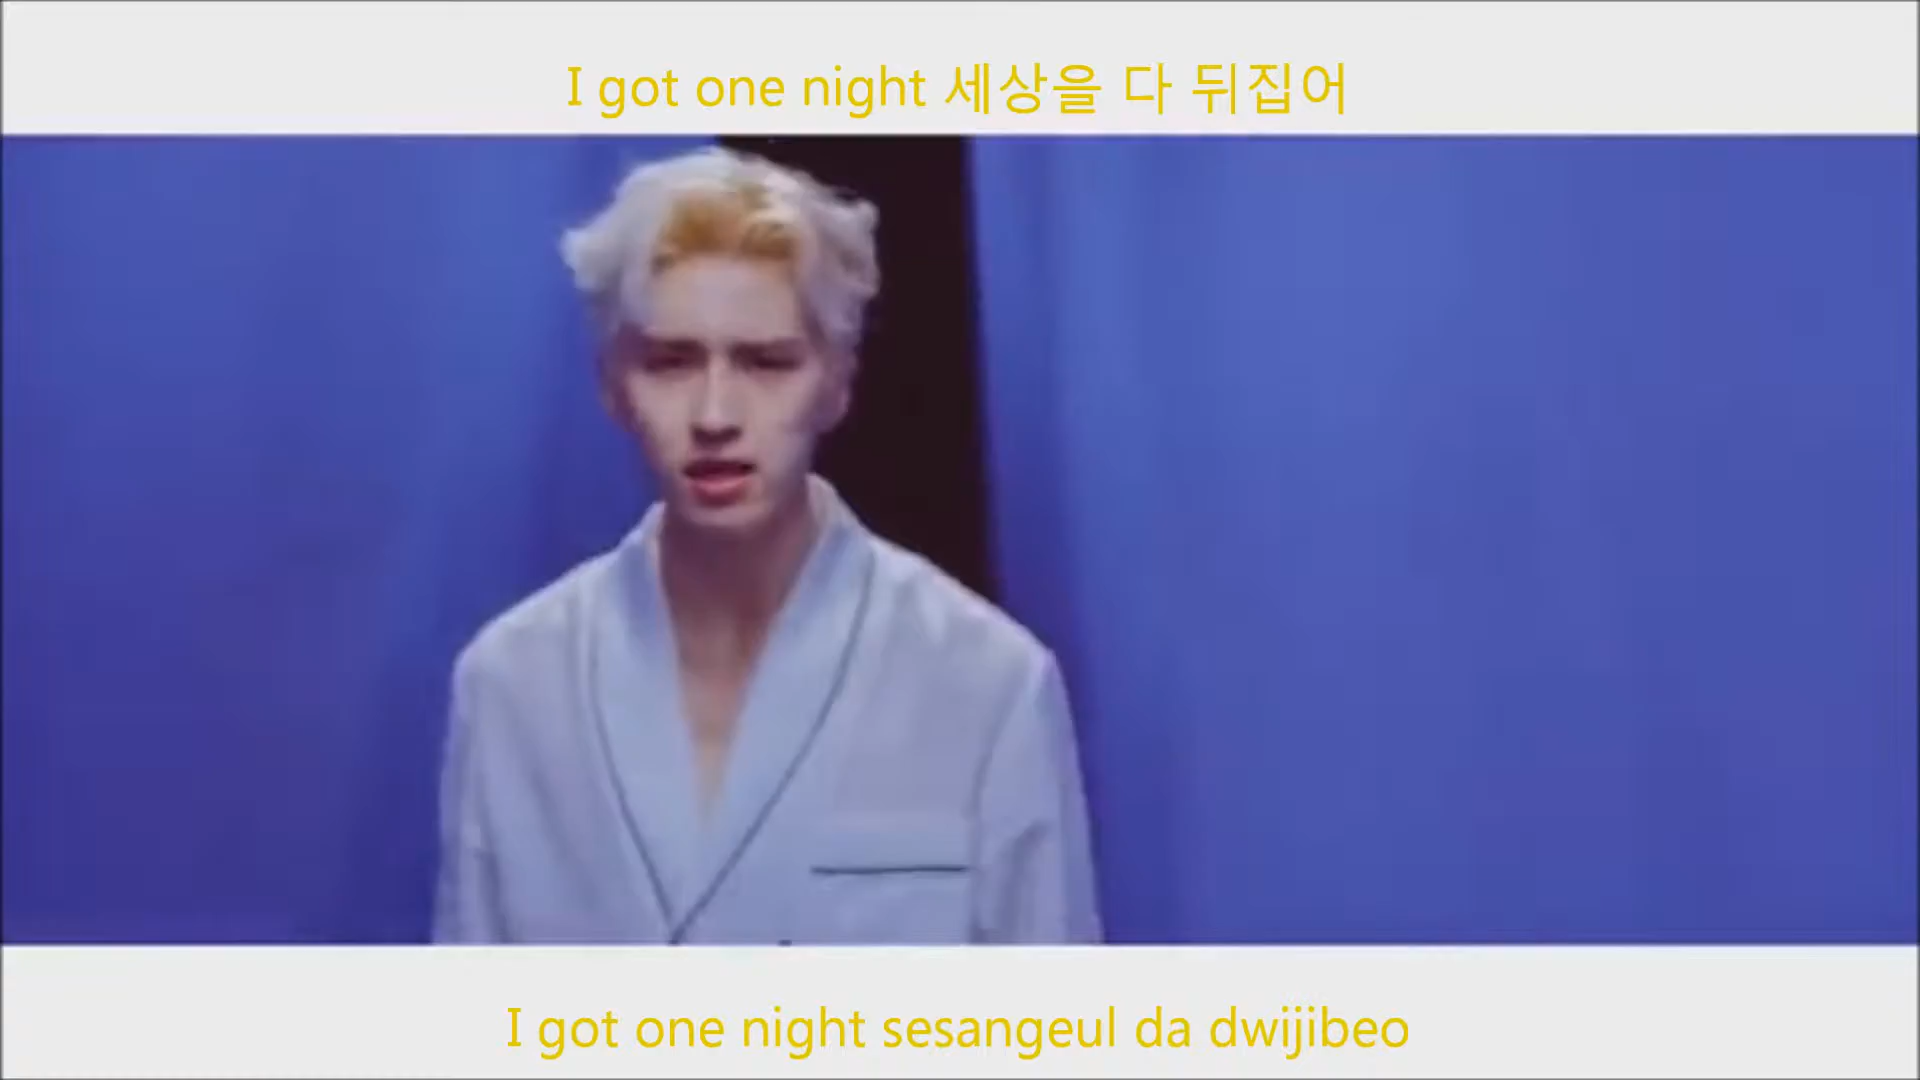 I got one night 세상을 다 뒤집어
I got one night sesangeul da dwijibeo